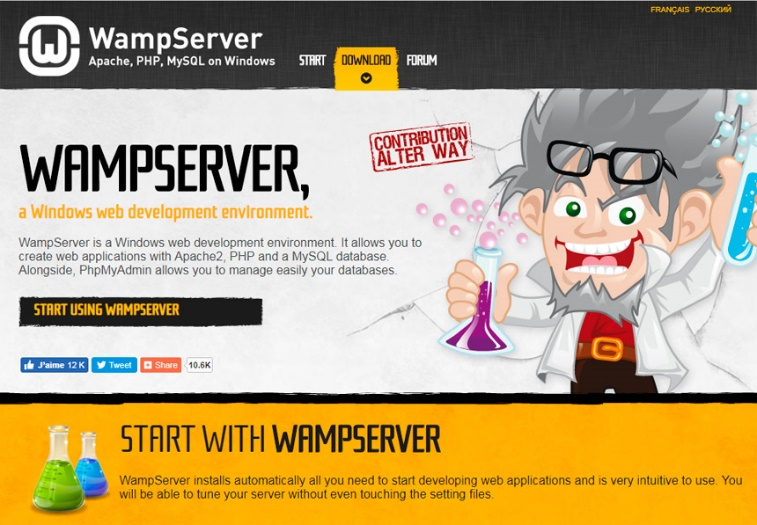 FRANÇAIS РУССКИЙ
WampServer
Apache, PHP, MySQL on Windows
START DOWNLOAD FORUM
CONTRIBUTION
ALTER WAY
WAMPSERVER,
a Windows web development environment.
WampServer is a Windows web development environment. It allows you to
create web applications with Apache2, PHP and a MySQL database.
Alongside, PhpMyAdmin allows you to manage easily your databases.
START USING WAMPSERVER
J'aime 12 K Tweet Share 10.6K
START WITH WAMPSERVER
WampServer installs automatically all you need to start developing web applications and is very intuitive to use. You
will be able to tune your server without even touching the setting files.